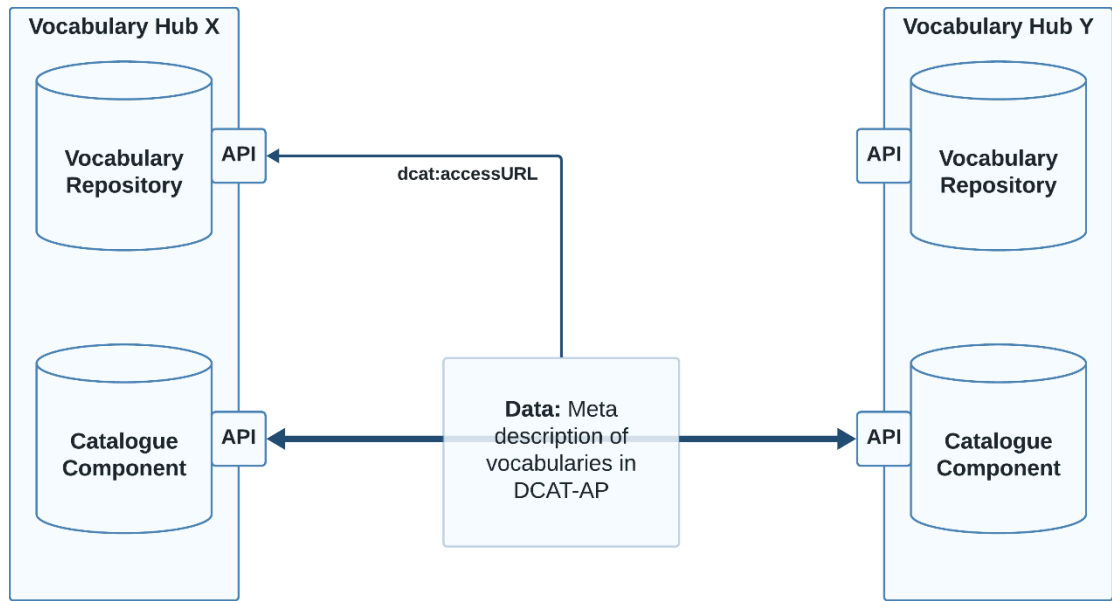 Vocabulary Hub X
Vocabulary
Repository
API
dcat:accessURL
Catalogue
Component
API
Data: Meta
description of
vocabularies in
DCAT-AP
Vocabulary Hub Y
API
Vocabulary
Repository
API
Catalogue
Component